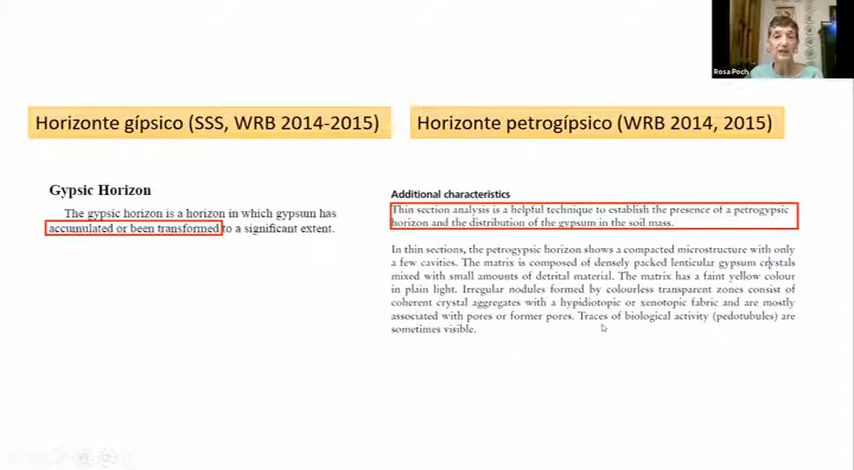 Rosa Poch
Horizonte gípsico (SSS, WRB 2014-2015)
Horizonte petrogípsico (WRB 2014, 2015)
Gypsic Horizon
The gypsic horizon is a horizon in which gypsum has
accumulated or been transformed to a significant extent.
Additional characteristics
Thin section analysis is a helpful technique to establish the presence of a petrogypsic
horizon and the distribution of the gypsum in the soil mass.
In thin sections, the petrogypsic horizon shows a compacted microstructure with only
a few cavities. The matrix is composed of densely packed lenticular gypsum crystals
mixed with small amounts of detrital material. The matrix has a faint yellow colour
in plain light. Irregular nodules formed by colourless transparent zones consist of
coherent crystal aggregates with a hypidiotopic or xenotopic fabric and are mostly
associated with pores or former pores. Traces of biological activity (pedotubules) are
sometimes visible.